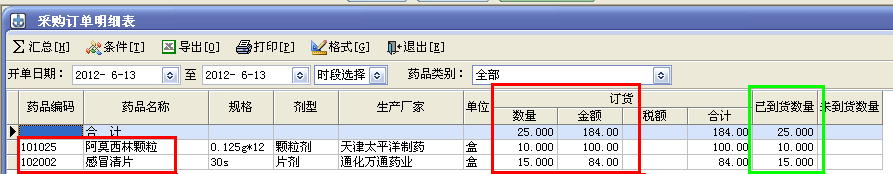 采购订单明细表
Σ汇总[H] 条件[T] 导出[O] 打印[P] 格式[G] 退出[E]
开单日期： 2012- 6-13 至 2012- 6-13 时段选择 药品类别： 全部
药品编码 药品名称 规格 剂型 生产厂家 单位 订货 已到货数量 未到货数量
数量 金额 税额 合计
合 计 25.000 184.00 184.00 25.000
101025 阿莫西林颗粒 0.125g*12 颗粒剂 天津太平洋制药 盒 10.000 100.00 100.00 10.000
102002 感冒清片 30s 片剂 通化万通药业 盒 15.000 84.00 84.00 15.000